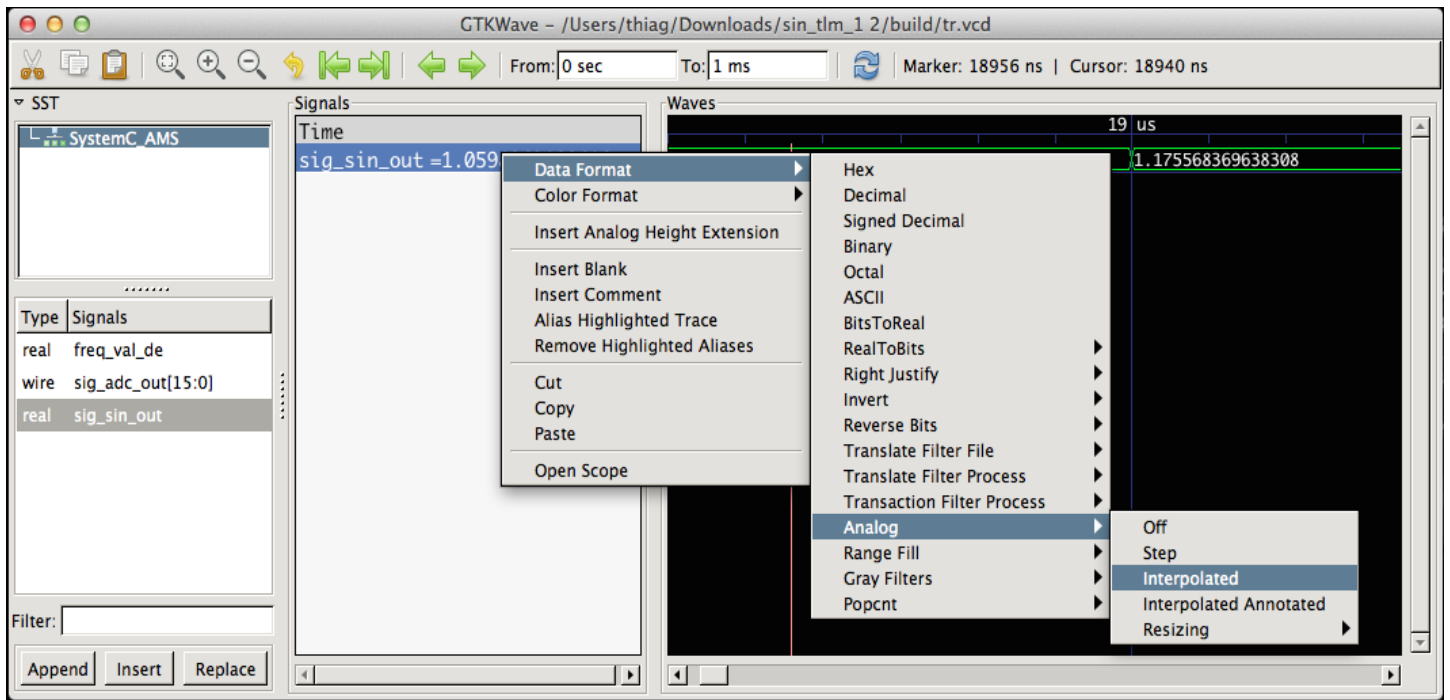 GTKWave – /Users/thiag/Downloads/sin_tlm_1 2/build/tr.vcd
From: 0 sec To: 1 ms Marker: 18956 ns | Cursor: 18940 ns
SST
SystemC_AMS
Type Signals
real freq_val_de
wire sig_adc_out[15:0]
real sig_sin_out
Filter:
Append Insert Replace
Signals
Time
sig_sin_out =1.059
Waves
19 us
1.175568369638308
Data Format
Color Format
Insert Analog Height Extension
Insert Blank
Insert Comment
Alias Highlighted Trace
Remove Highlighted Aliases
Cut
Copy
Paste
Open Scope
Hex
Decimal
Signed Decimal
Binary
Octal
ASCII
BitsToReal
RealToBits
Right Justify
Invert
Reverse Bits
Translate Filter File
Translate Filter Process
Transaction Filter Process
Analog
Range Fill
Gray Filters
Popcnt
Off
Step
Interpolated
Interpolated Annotated
Resizing